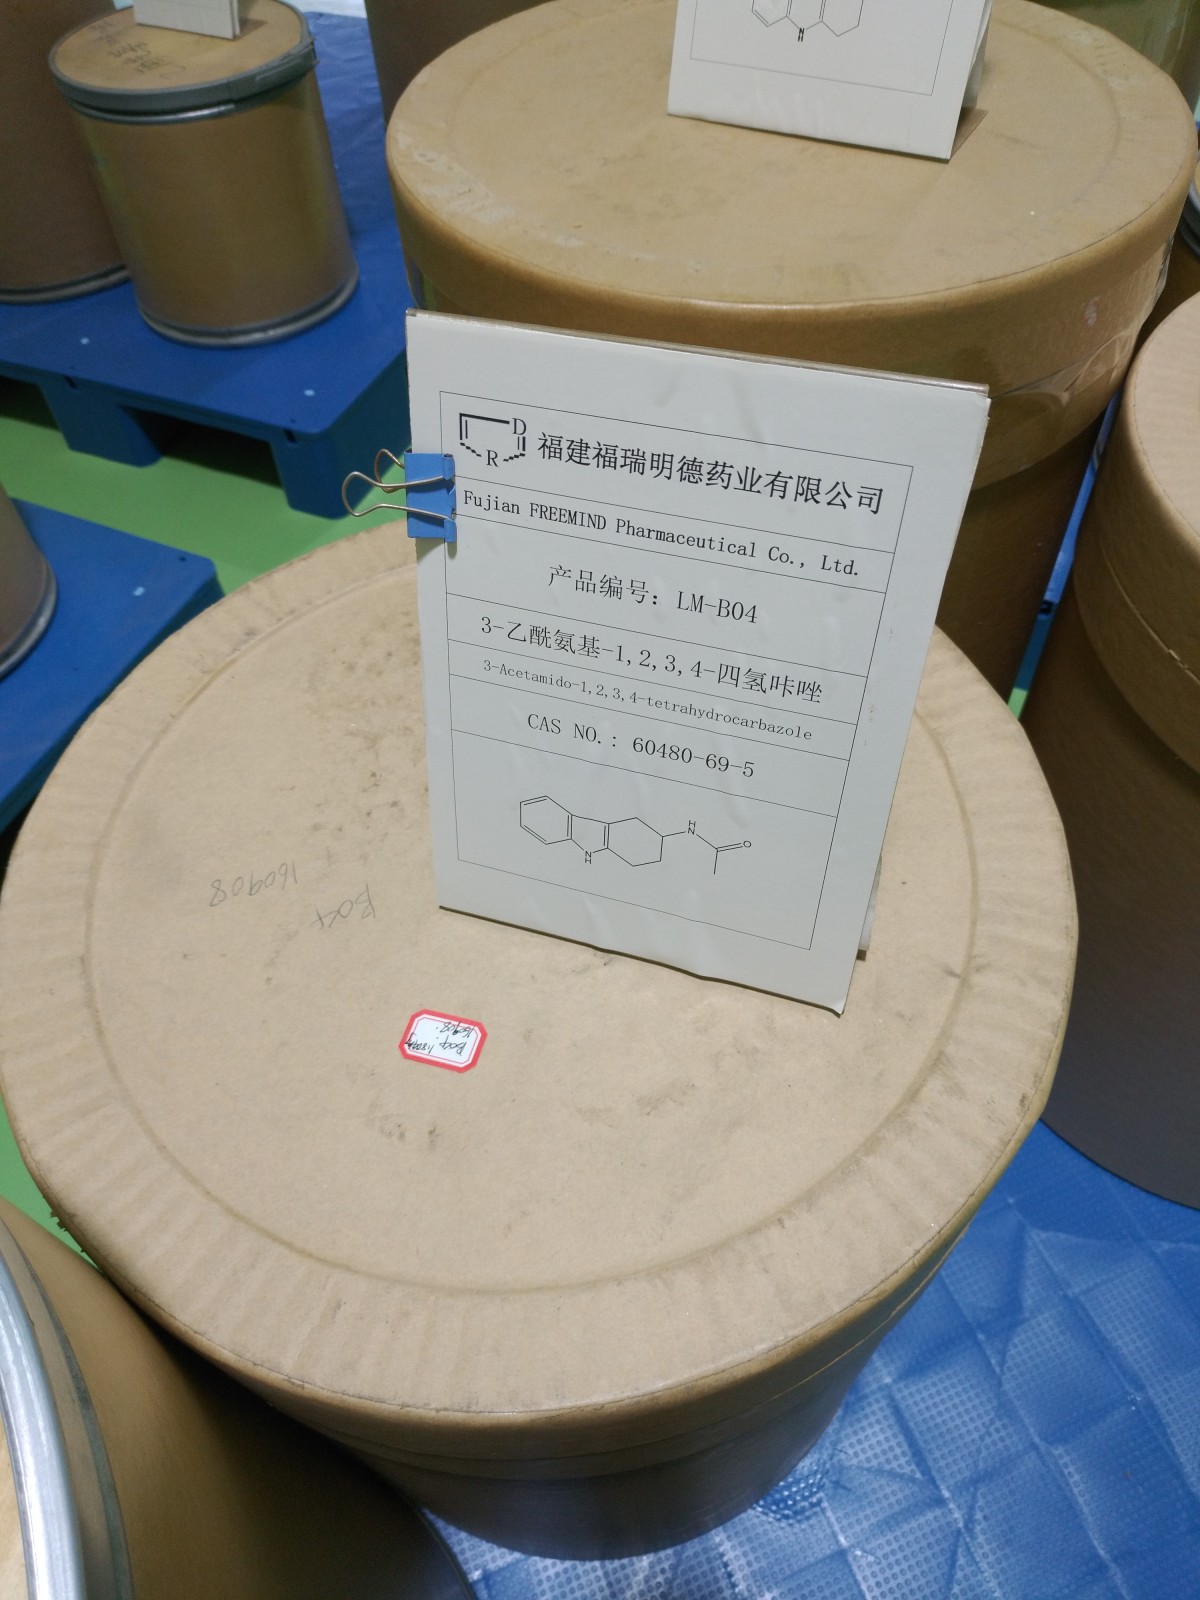 D
R
福建福瑞明德药业有限公司
Fujian FREEMIND Pharmaceutical Co., Ltd.
产品编号: LM-B04
3-乙酰氨基-1,2,3,4-四氢咔唑
3-Acetamido-1,2,3,4-tetrahydrocarbazole
CAS NO.: 60480-69-5
H
N
O
N
H
B04
160908
B04.
160908.
N
H